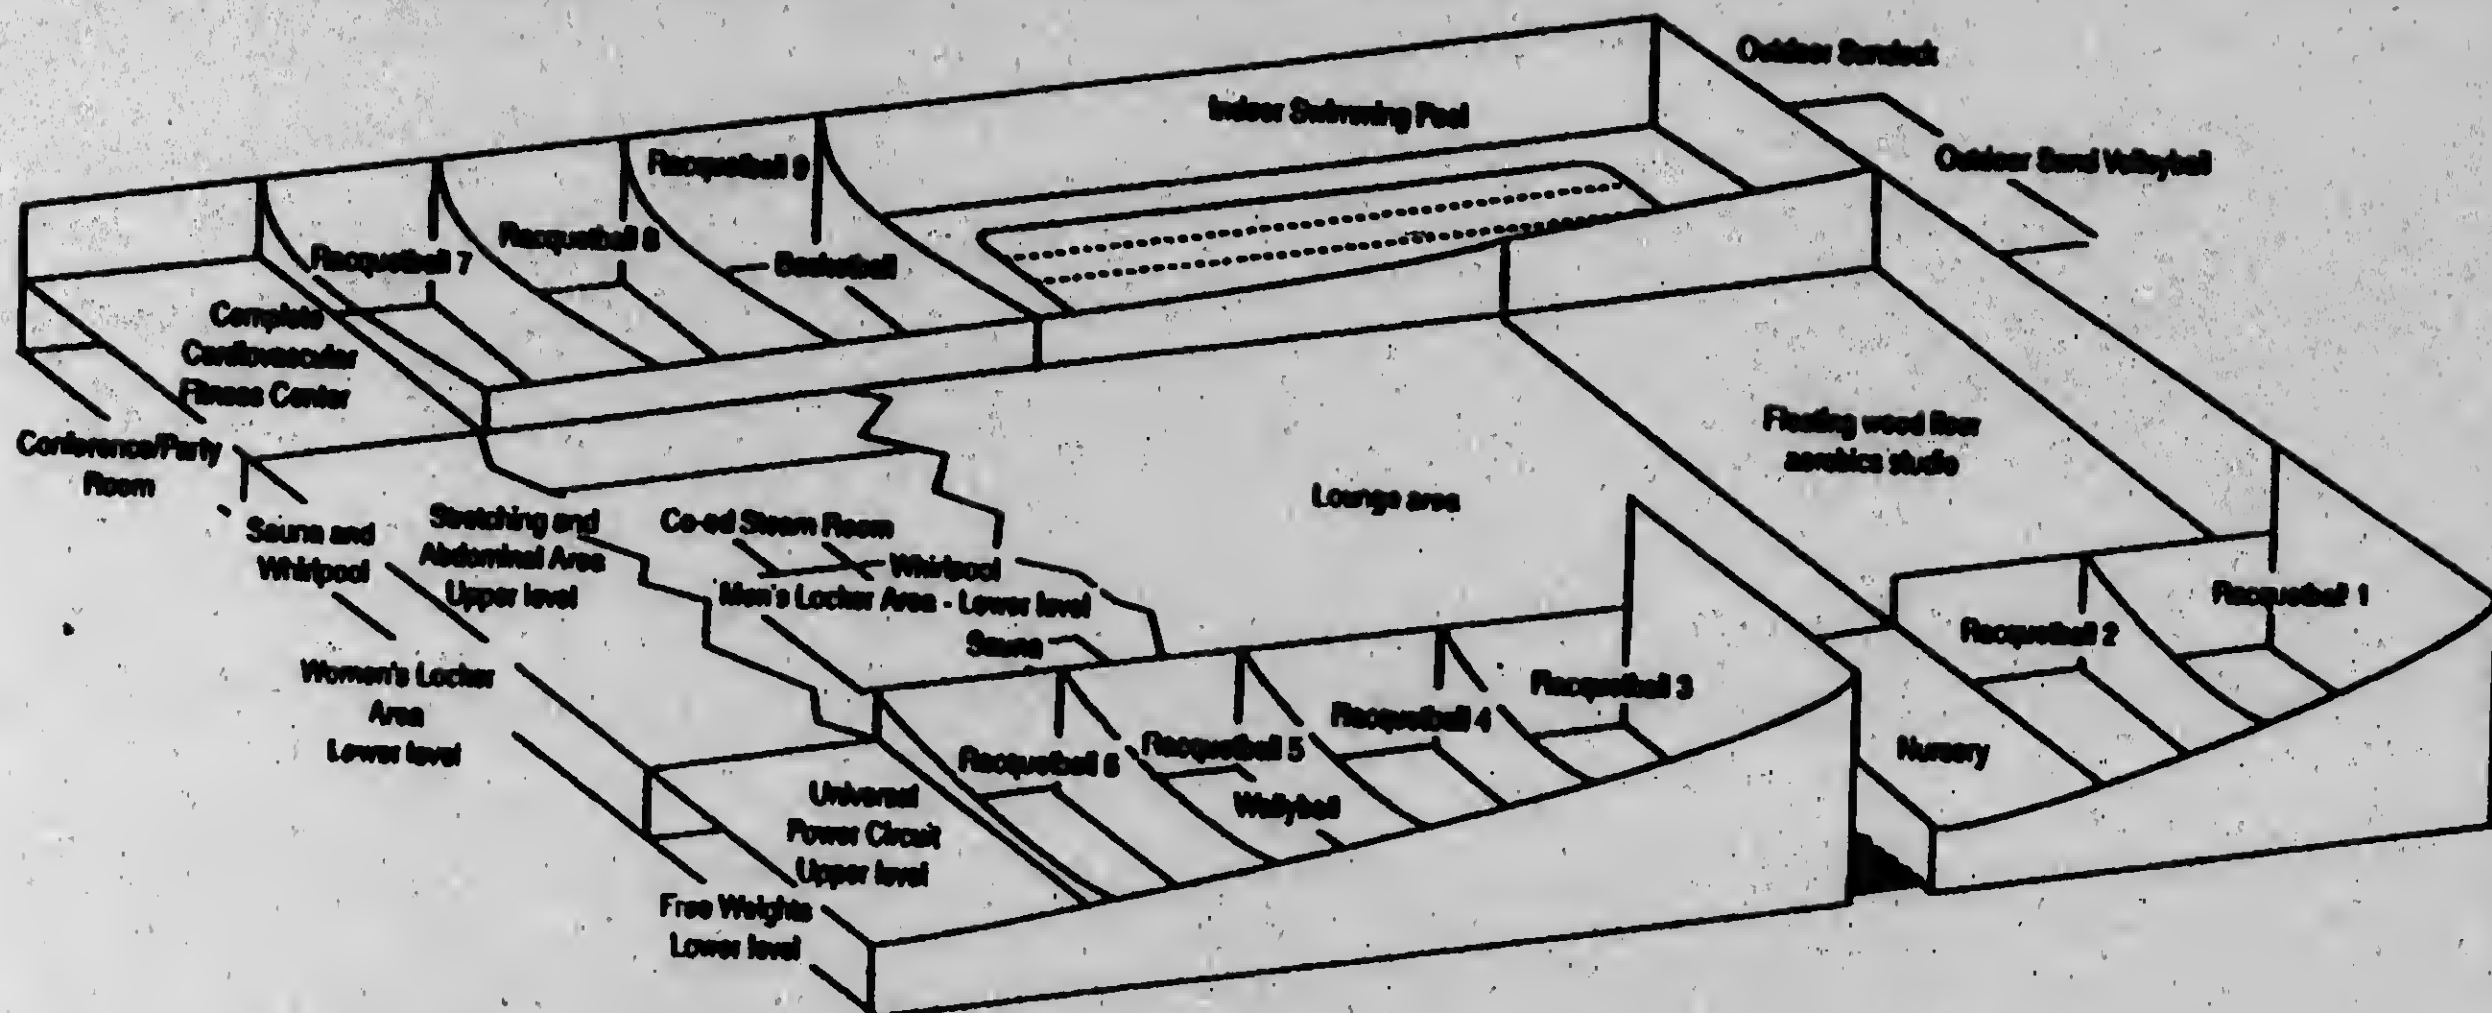 Outdoor Sundeck
Indoor Swimming Pool
Outdoor Sand Volleyball
Racquetball 9
Racquetball 8
Racquetball 7
Basketball
Complete
Cardiovascular
Fitness Center
Conference/Party
Room
Floating wood floor
aerobics studio
Lounge area
Sauna and
Whirlpool
Stretching and
Abdominal Area
Upper level
Co-ed Steam Room
Whirlpool
Men's Locker Area - Lower level
Sauna
Racquetball 1
Racquetball 2
Women's Locker
Area
Lower level
Racquetball 3
Racquetball 4
Racquetball 5
Racquetball 6
Wallyball
Nursery
Universal
Power Circuit
Upper level
Free Weights
Lower level